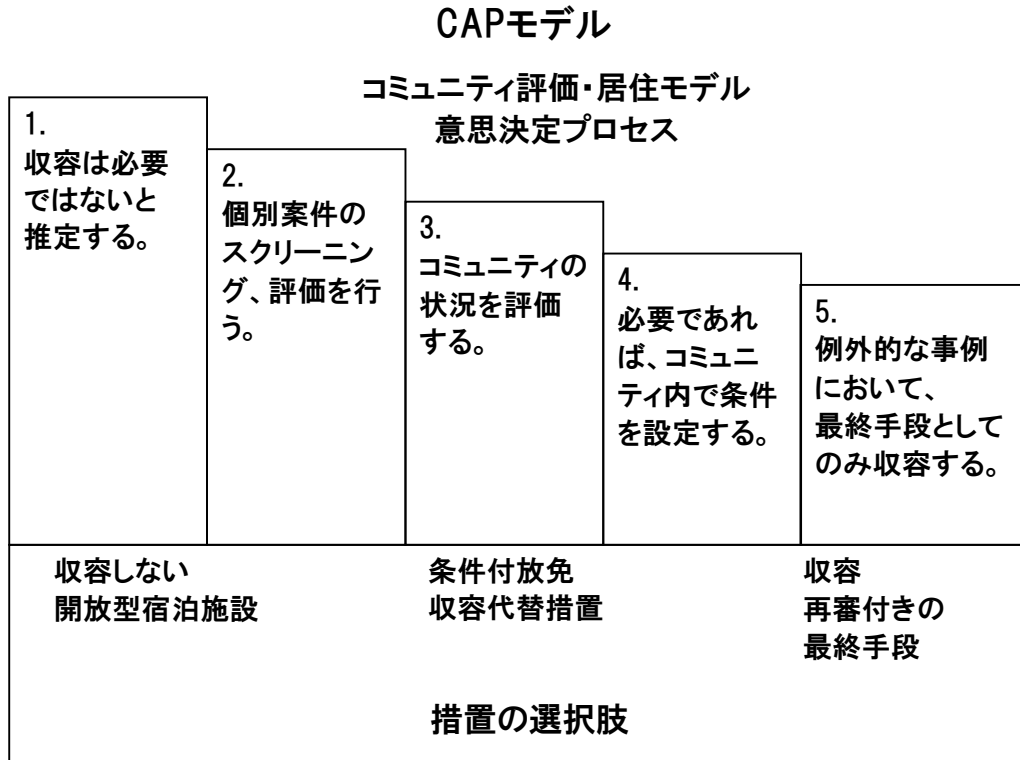 CAPモデル
コミュニティ評価・居住モデル
意思決定プロセス
1.
収容は必要
ではないと
推定する。
2.
個別案件の
スクリーニン
グ、評価を行
う。
3.
コミュニティの
状況を評価
する。
4.
必要であれ
ば、コミュニ
ティ内で条件
を設定する。
5.
例外的な事例
において、
最終手段として
のみ収容する。
収容しない
開放型宿泊施設
条件付放免
収容代替措置
収容
再審付きの
最終手段
措置の選択肢